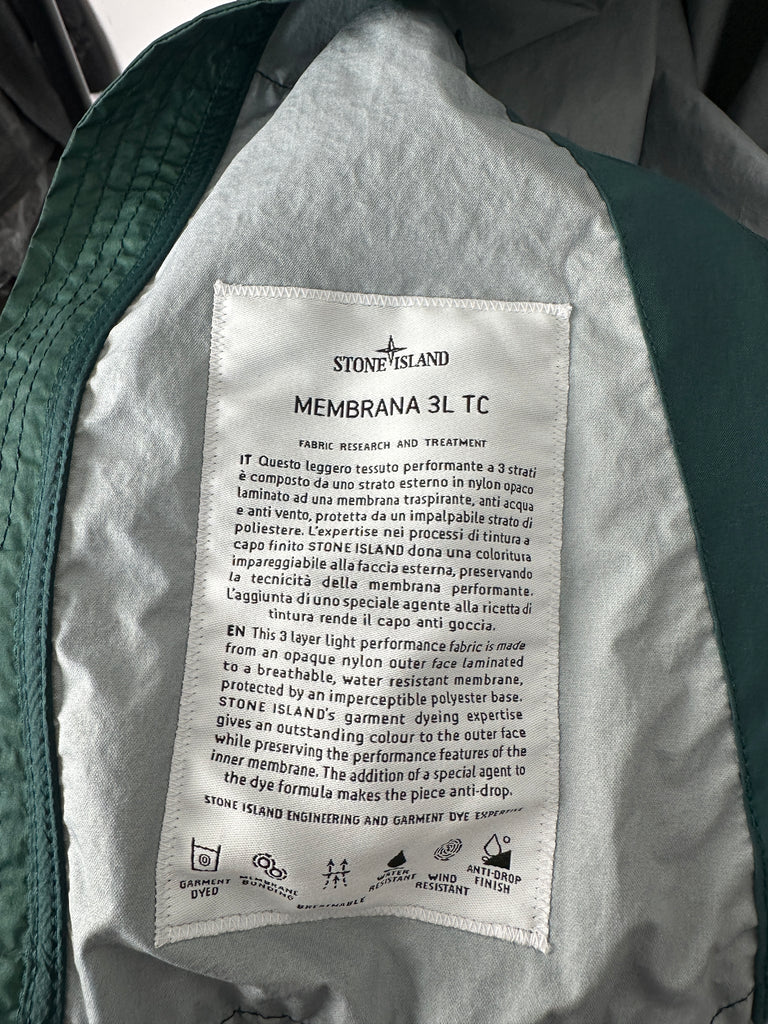 STONE ISLAND
MEMBRANA 3L TC
FABRIC RESEARCH AND TREATMENT
IT Questo leggero tessuto performante a 3 strati
è composto da uno strato esterno in nylon opaco
laminato ad una membrana traspirante, anti acqua
e anti vento, protetta da un impalpabile strato di
poliestere. L'expertise nei processi di tintura a
capo finito STONE ISLAND dona una coloritura
impareggiabile alla faccia esterna, preservando
la tecnicità della membrana performante.
L'aggiunta di uno speciale agente alla ricetta di
tintura rende il capo anti goccia.
EN This 3 layer light performance fabric is made
from an opaque nylon outer face laminated
to a breathable, water resistant membrane,
protected by an imperceptible polyester base.
STONE ISLAND's garment dyeing expertise
gives an outstanding colour to the outer face
while preserving the performance features of the
inner membrane. The addition of a special agent to
the dye formula makes the piece anti-drop.
STONE ISLAND ENGINEERING AND GARMENT DYE EXPERTISE
GARMENT DYED
MEMBRANE BONDING
BREATHABLE
WATER RESISTANT
WIND RESISTANT
ANTI-DROP FINISH